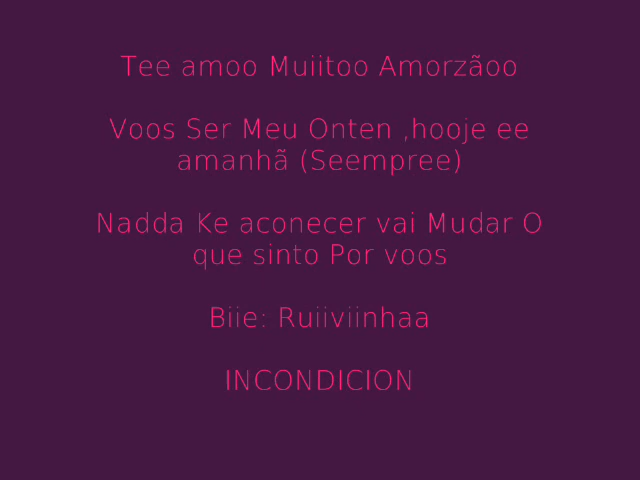 Tee amoo Muiitoo Amorzãoo
Voos Ser Meu Onten ,hooje ee
amanhã (Seempree)
Nadda Ke aconecer vai Mudar O
que sinto Por voos
Biie: Ruiiviinhaa
INCONDICION